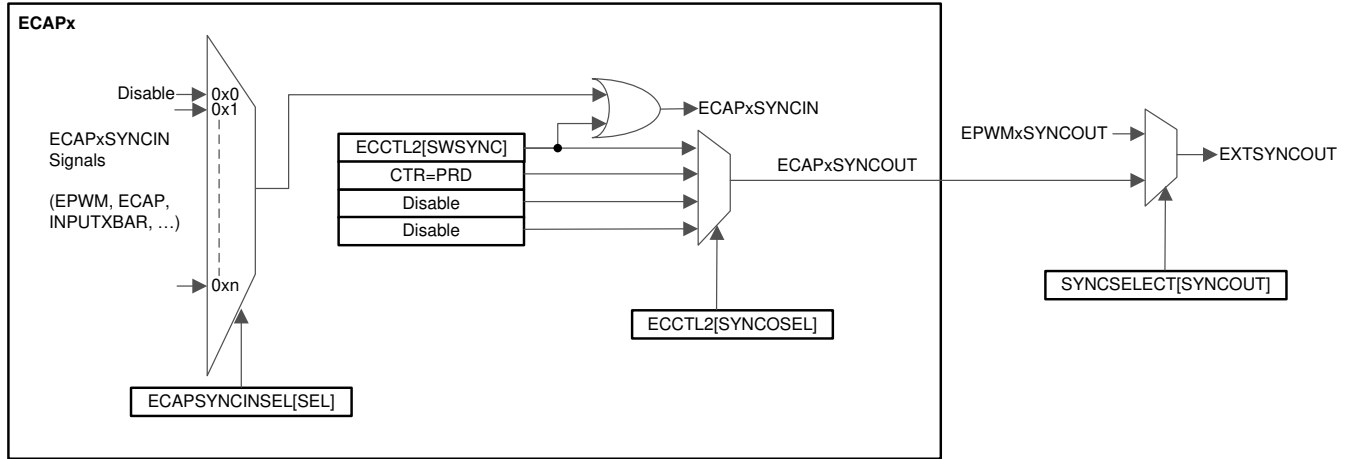 ECAPx
Disable
0x0
0x1
ECAPxSYNCIN
Signals
(EPWM, ECAP,
INPUTXBAR, …)
0xn
ECAPSYNCINSEL[SEL]
ECAPxSYNCIN
ECCTL2[SWSYNC]
CTR=PRD
Disable
Disable
ECAPxSYNCOUT
ECCTL2[SYNCOSEL]
EPWMxSYNCOUT
EXTSYNCOUT
SYNCSELECT[SYNCOUT]